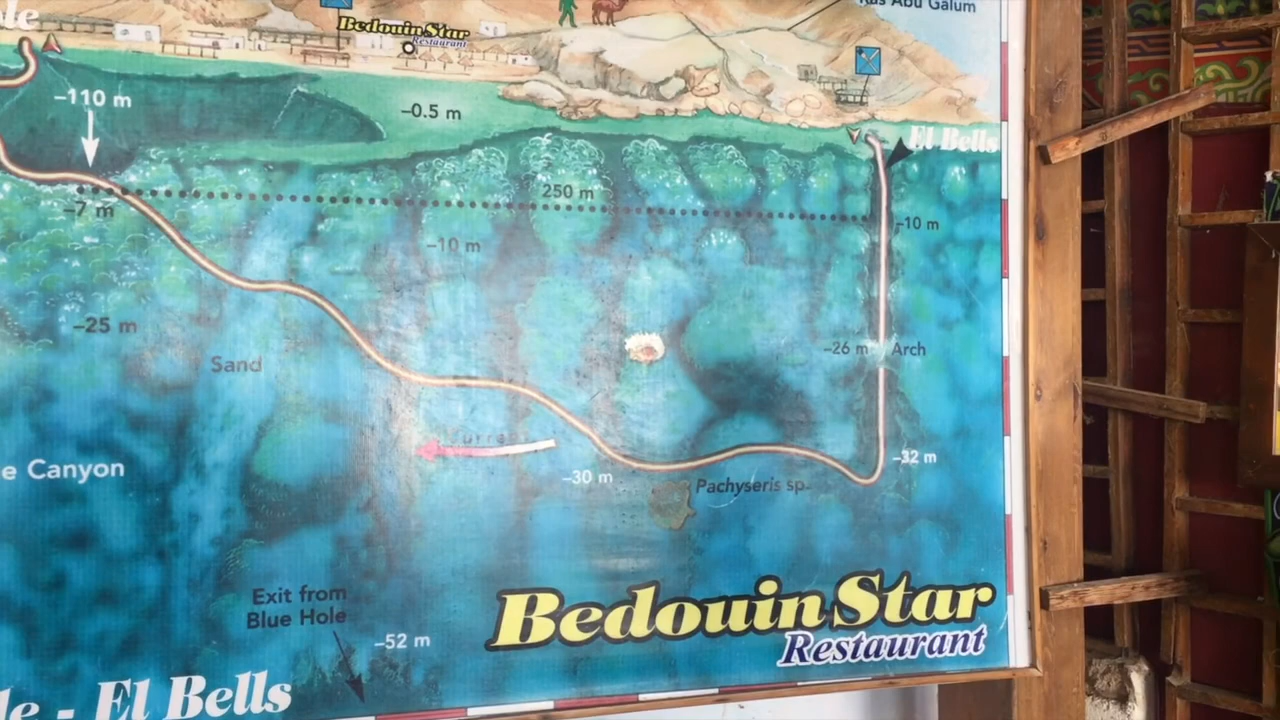 le
Bedouin Star
Restaurant
Ras Abu Galum
–110 m
–0.5 m
El Bells
250 m
–7 m
–10 m
–10 m
–25 m
Sand
–26 m
Arch
e Canyon
–30 m
–32 m
Pachyseris sp.
Exit from
Blue Hole
–52 m
Bedouin Star
Restaurant
le - El Bells